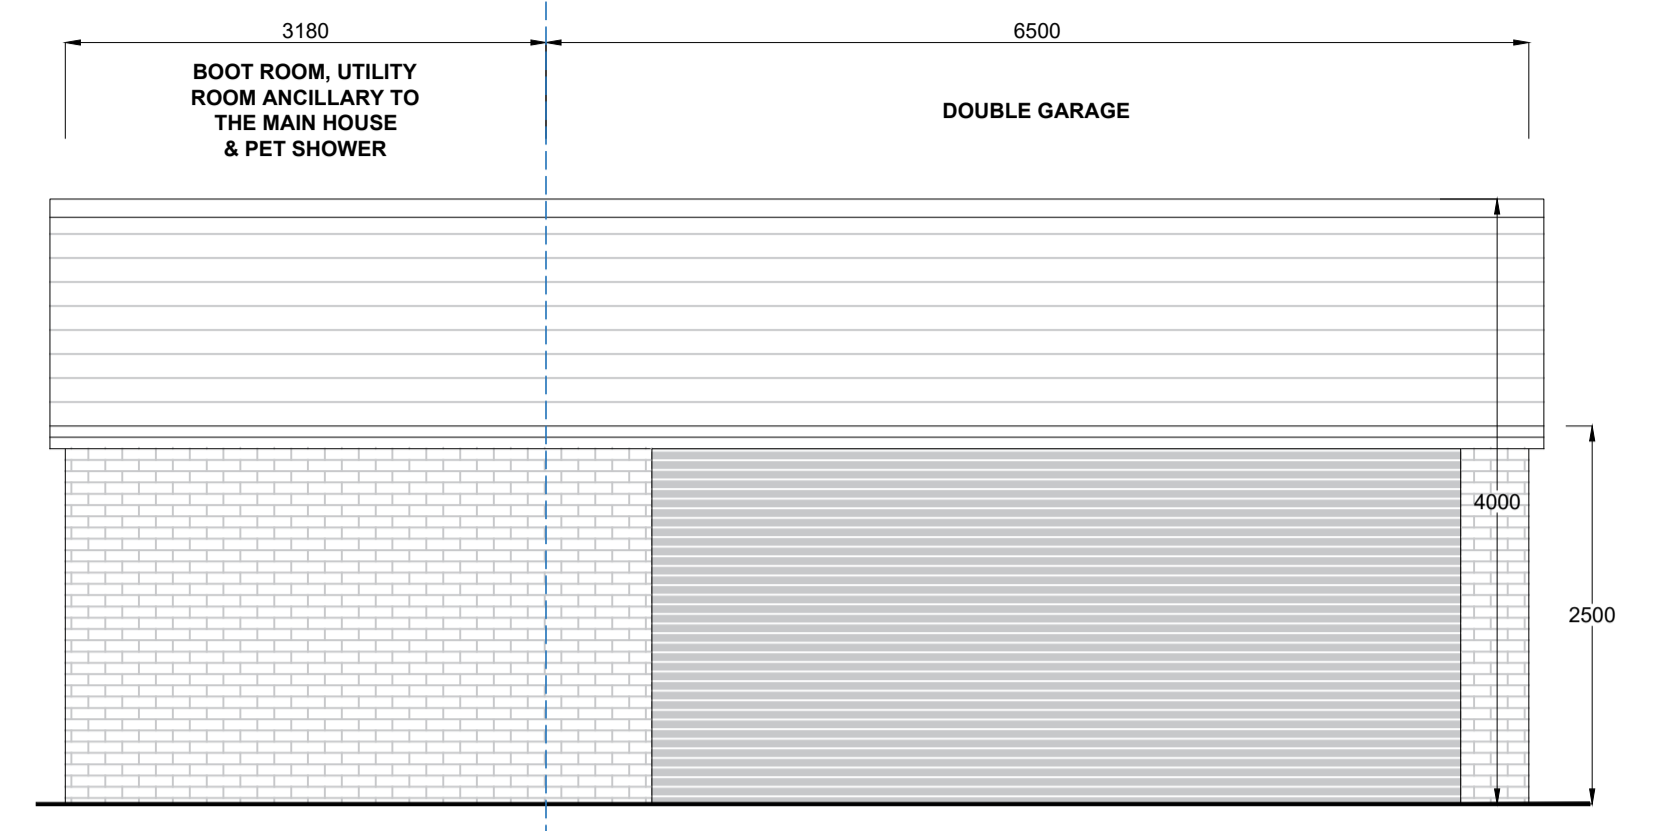 3180
6500
BOOT ROOM, UTILITY
ROOM ANCILLARY TO
THE MAIN HOUSE
& PET SHOWER
DOUBLE GARAGE
4000
2500